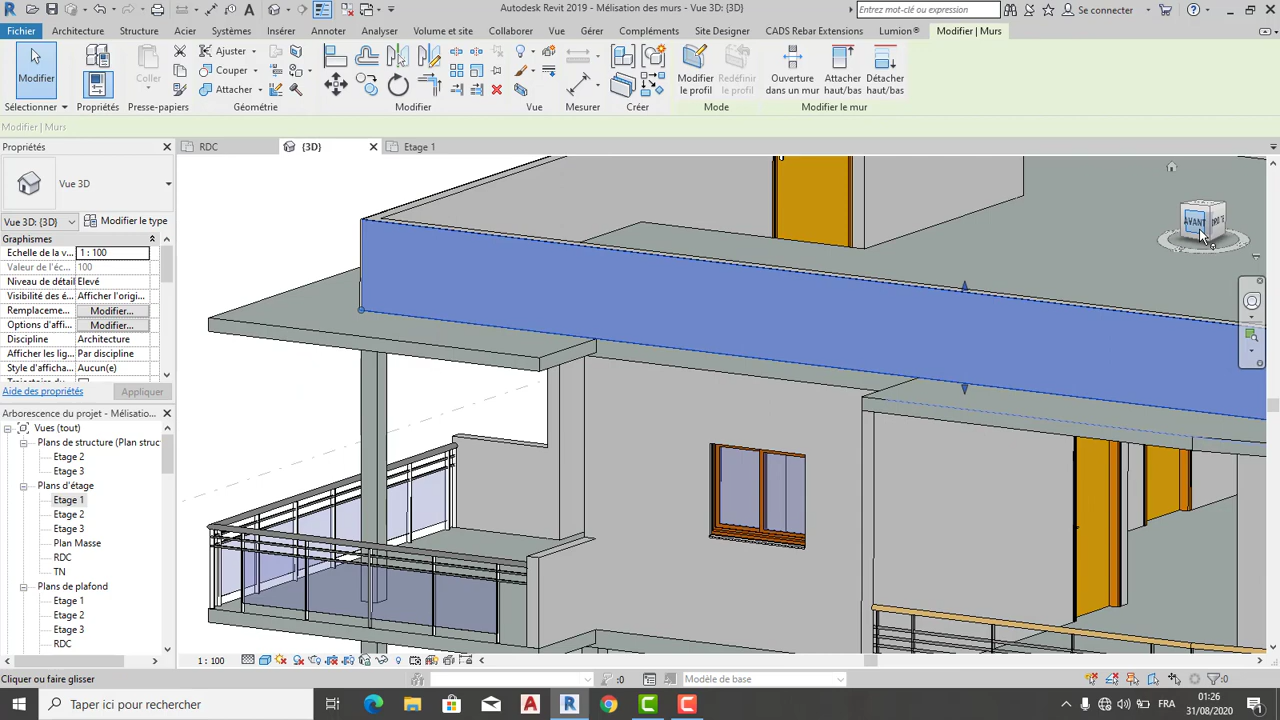 Autodesk Revit 2019 - Mélisation des murs - Vue 3D: {3D}
Entrez mot-clé ou expression
Se connecter
Fichier Architecture Structure Acier Systèmes Insérer Annoter Analyser Volume et site Collaborer Vue Gérer Compléments Site Designer CADS Rebar Extensions Lumion® Modifier | Murs
Modifier
Coller
Ajuster
Couper
Attacher
Modifier le profil
Redéfinir le profil
Ouverture dans un mur
Attacher haut/bas
Détacher haut/bas
Sélectionner Propriétés Presse-papiers Géométrie Modifier Vue Mesurer Créer Mode Modifier le mur
Modifier | Murs
Propriétés
RDC {3D} Etage 1
Vue 3D
Vue 3D: {3D} Modifier le type
Graphismes
Echelle de la v... 1 : 100
Valeur de l'éc... 100
Niveau de détail Elevé
Visibilité des é... Afficher l'origi...
Remplaceme... Modifier...
Options d'affi... Modifier...
Discipline Architecture
Afficher les lig... Par discipline
Style d'afficha... Aucun(e)
Aide des propriétés Appliquer
Arborescence du projet - Mélisatio...
Vues (tout)
Plans de structure (Plan struc
Etage 2
Etage 3
Plans d'étage
Etage 1
Etage 2
Etage 3
Plan Masse
RDC
TN
Plans de plafond
Etage 1
Etage 2
Etage 3
RDC
AVANT
1 : 100
Cliquer ou faire glisser
:0
Modèle de base
:0
Taper ici pour rechercher
FRA
01:26
31/08/2020